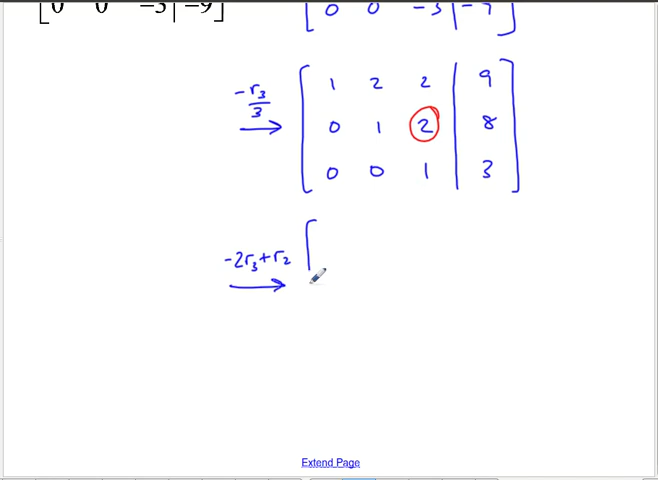 [0 0 −3 | −9]
[0 0 -3 |
-r₃/3 →
[1 2 2 | 9]
[0 1 2 | 8]
[0 0 1 | 3]
-2r₃+r₂ → [
Extend Page